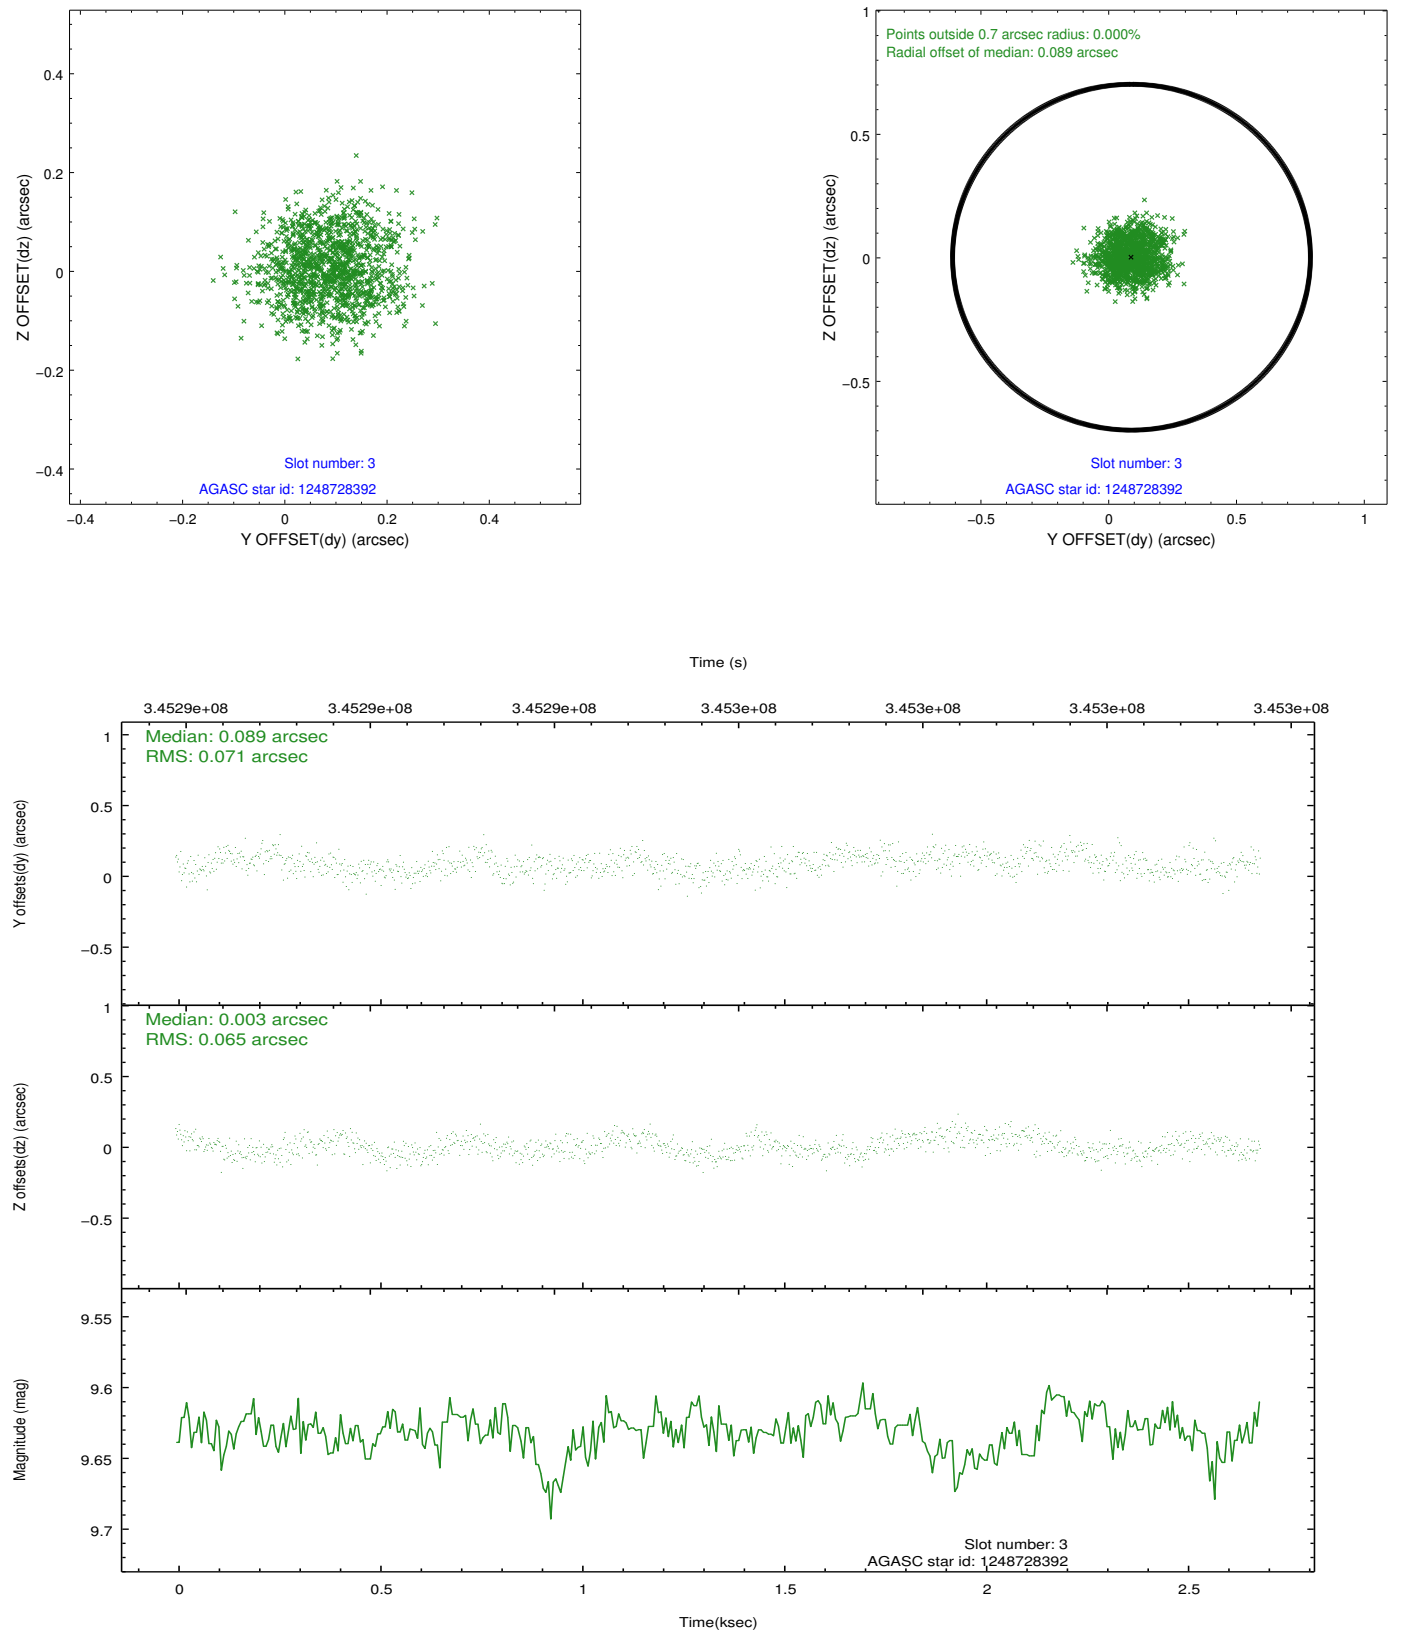 0.4
0.2
0
−0.2
−0.4
Z OFFSET(dz) (arcsec)
Slot number: 3
AGASC star id: 1248728392
−0.4 −0.2 0 0.2 0.4
Y OFFSET(dy) (arcsec)
1
0.5
0
−0.5
Z OFFSET(dz) (arcsec)
Points outside 0.7 arcsec radius: 0.000%
Radial offset of median: 0.089 arcsec
Slot number: 3
AGASC star id: 1248728392
−0.5 0 0.5 1
Y OFFSET(dy) (arcsec)
Time (s)
3.4529e+08 3.4529e+08 3.4529e+08 3.453e+08 3.453e+08 3.453e+08 3.453e+08
Median: 0.089 arcsec
RMS: 0.071 arcsec
1
0.5
0
−0.5
Y offsets(dy) (arcsec)
Median: 0.003 arcsec
RMS: 0.065 arcsec
1
0.5
0
−0.5
Z offsets(dz) (arcsec)
9.55
9.6
9.65
9.7
Magnitude (mag)
Slot number: 3
AGASC star id: 1248728392
0 0.5 1 1.5 2 2.5
Time(ksec)